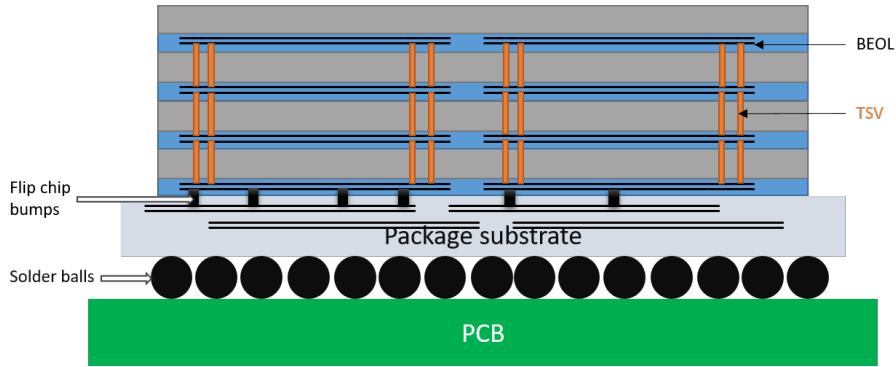 BEOL
TSV
Flip chip
bumps
Package substrate
Solder balls
PCB